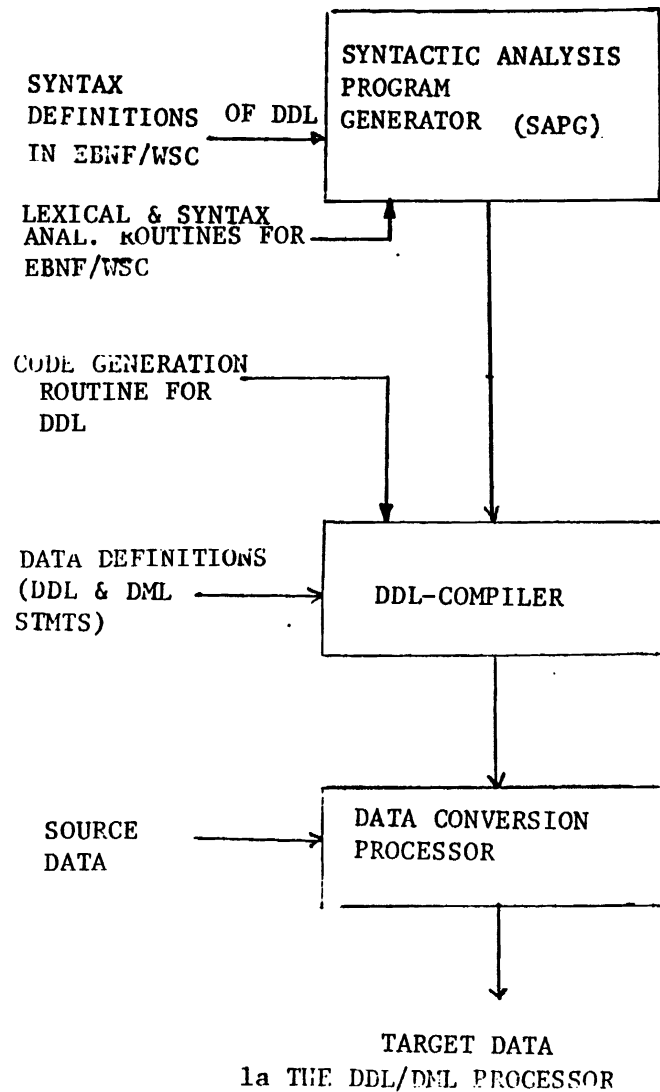 SYNTACTIC ANALYSIS
PROGRAM
GENERATOR (SAPG)
SYNTAX
DEFINITIONS OF DDL
IN EBNF/WSC
LEXICAL & SYNTAX
ANAL. ROUTINES FOR
EBNF/WSC
CODE GENERATION
ROUTINE FOR
DDL
DATA DEFINITIONS
(DDL & DML
STMTS)
DDL-COMPILER
SOURCE
DATA
DATA CONVERSION
PROCESSOR
TARGET DATA
1a THE DDL/DML PROCESSOR